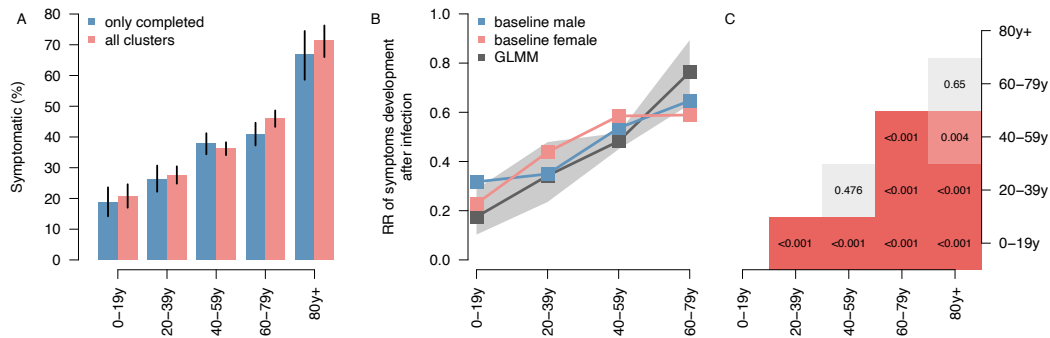 A
only completed
all clusters
Symptomatic (%)
80
70
60
50
40
30
20
10
0
0−19y
20−39y
40−59y
60−79y
80y+
B
baseline male
baseline female
GLMM
RR of symptoms development
after infection
1.0
0.8
0.6
0.4
0.2
0.0
0−19y
20−39y
40−59y
60−79y
C
80y+
60−79y
40−59y
20−39y
0−19y
0.65
<0.001
0.004
0.476
<0.001
<0.001
<0.001
<0.001
<0.001
<0.001
0−19y
20−39y
40−59y
60−79y
80y+